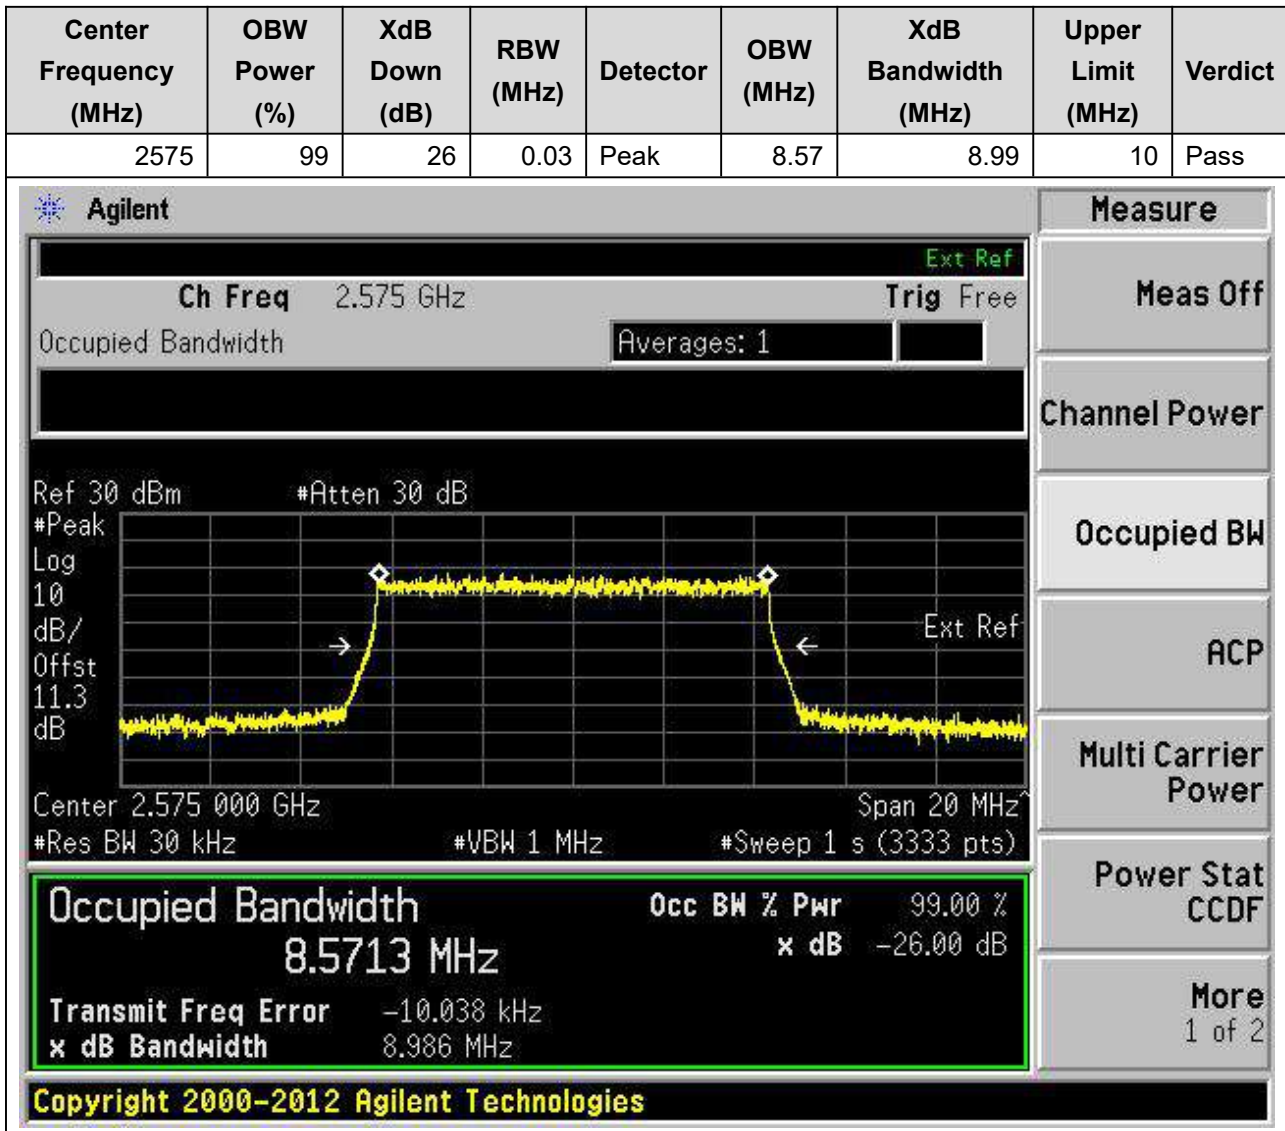 Center Frequency (MHz) OBW Power (%) XdB Down (dB) RBW (MHz) Detector OBW (MHz) XdB Bandwidth (MHz) Upper Limit (MHz) Verdict
2575 99 26 0.03 Peak 8.57 8.99 10 Pass
Agilent
Measure
Ext Ref
Ch Freq 2.575 GHz Trig Free
Meas Off
Occupied Bandwidth Averages: 1
Channel Power
Ref 30 dBm #Atten 30 dB
#Peak
Log
10
dB/
Offst
11.3
dB
Ext Ref
Occupied BW
ACP
Center 2.575 000 GHz Span 20 MHz^
#Res BW 30 kHz #VBW 1 MHz #Sweep 1 s (3333 pts)
Multi Carrier
Power
Occupied Bandwidth Occ BW % Pwr 99.00 %
8.5713 MHz x dB -26.00 dB
Power Stat
CCDF
Transmit Freq Error -10.038 kHz
x dB Bandwidth 8.986 MHz
More
1 of 2
Copyright 2000-2012 Agilent Technologies